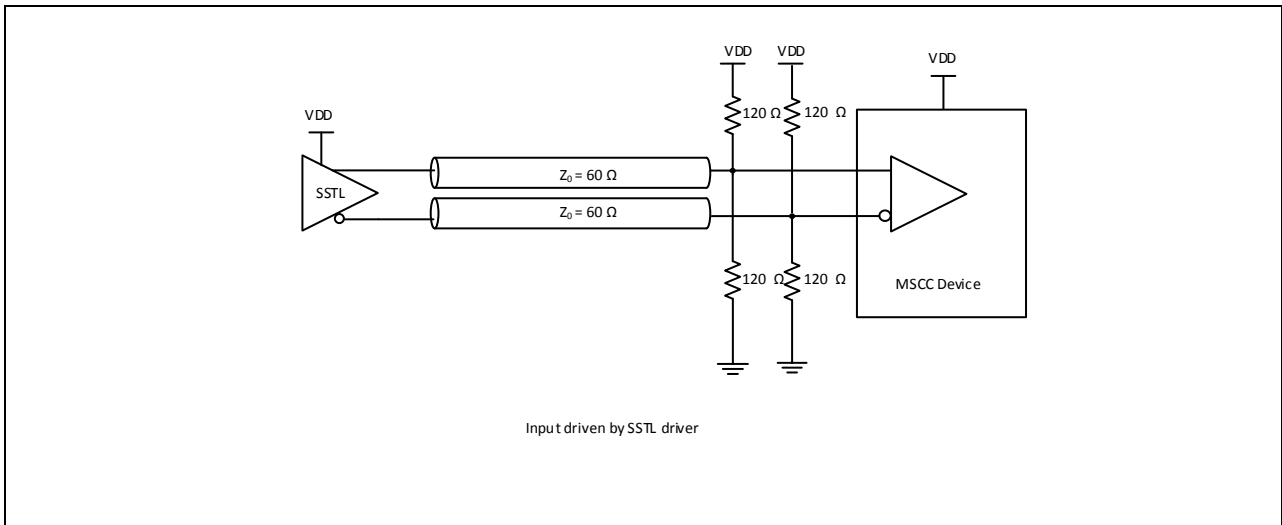 VDD VDD
VDD
VDD
120 Ω 120 Ω
SSTL
Z₀ = 60 Ω
Z₀ = 60 Ω
120 Ω 120 Ω
MSCC Device
Input driven by SSTL driver